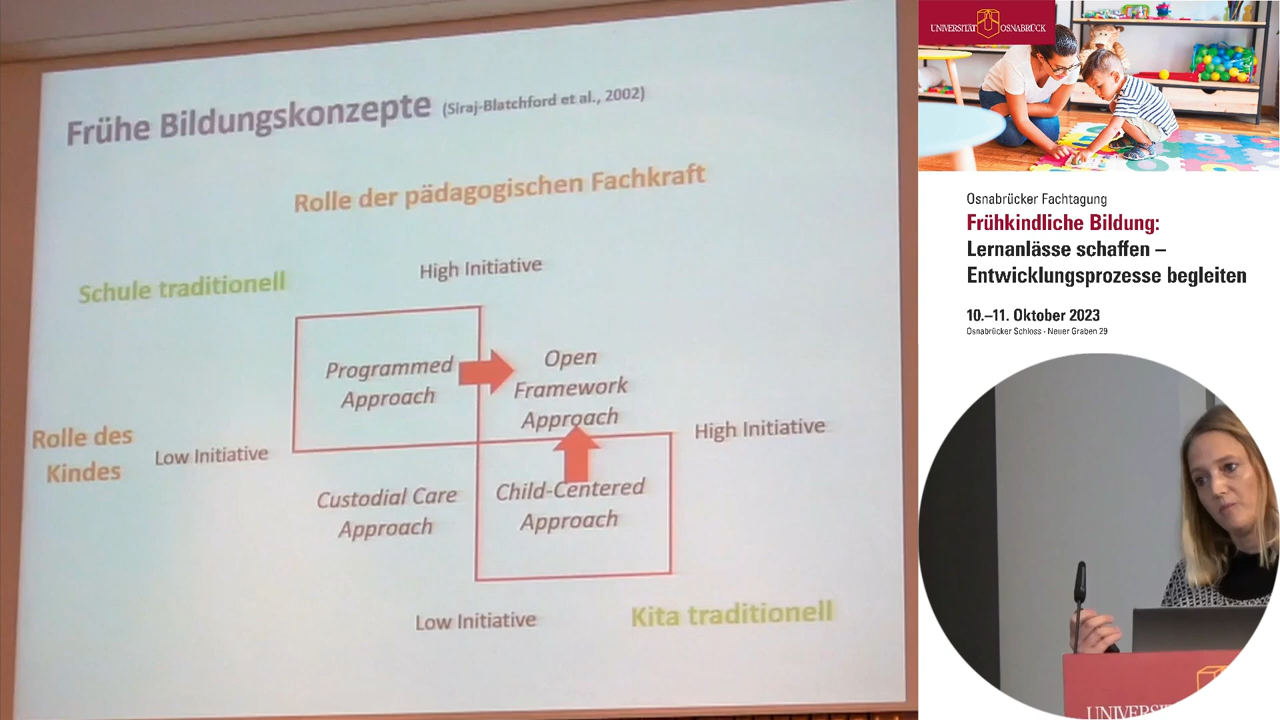 Frühe Bildungskonzepte (Siraj-Blatchford et al., 2002)
Rolle der pädagogischen Fachkraft
High Initiative
Schule traditionell
Programmed
Approach
Open
Framework
Approach
Rolle des
Kindes
Low Initiative
High Initiative
Custodial Care
Approach
Child-Centered
Approach
Low Initiative
Kita traditionell
UNIVERSITÄT OSNABRÜCK
Osnabrücker Fachtagung
Frühkindliche Bildung:
Lernanlässe schaffen –
Entwicklungsprozesse begleiten
10.–11. Oktober 2023
Osnabrücker Schloss · Neuer Graben 29